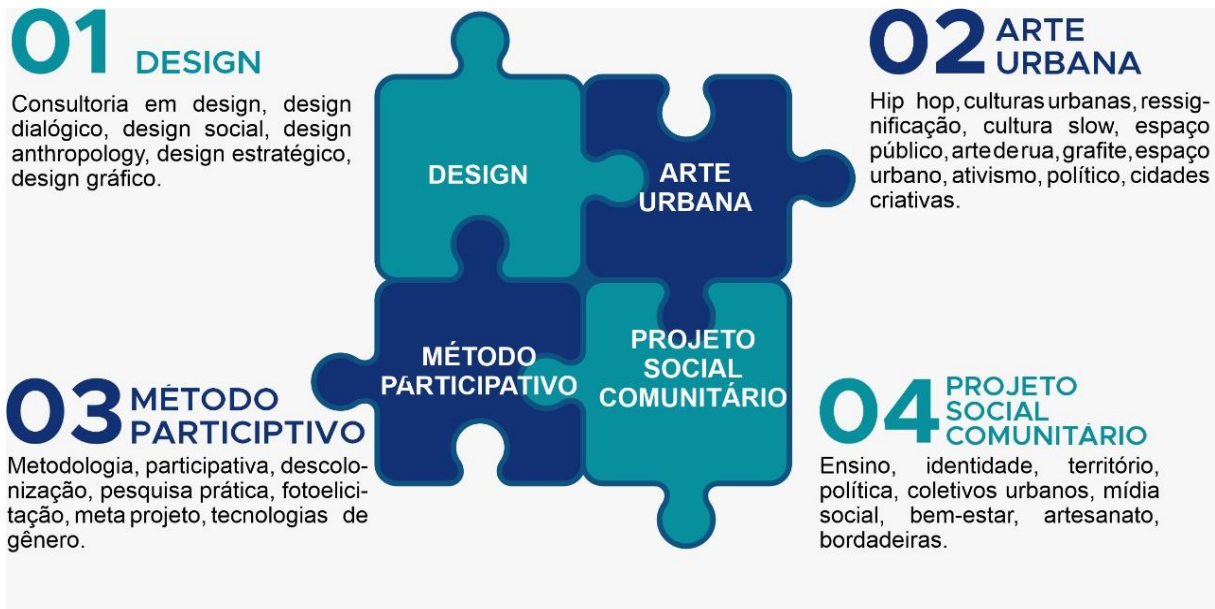 01 DESIGN
Consultoria em design, design
dialógico, design social, design
anthropology, design estratégico,
design gráfico.
02 ARTE
URBANA
Hip hop, culturas urbanas, ressig-
nificação, cultura slow, espaço
público, arte de rua, grafite, espaço
urbano, ativismo, político, cidades
criativas.
DESIGN
ARTE
URBANA
MÉTODO
PARTICIPATIVO
PROJETO
SOCIAL
COMUNITÁRIO
03 MÉTODO
PARTICIPTIVO
Metodologia, participativa, descolo-
nização, pesquisa prática, fotoelici-
tação, meta projeto, tecnologias de
gênero.
04 PROJETO
SOCIAL
COMUNITÁRIO
Ensino, identidade, território,
política, coletivos urbanos, mídia
social, bem-estar, artesanato,
bordadeiras.